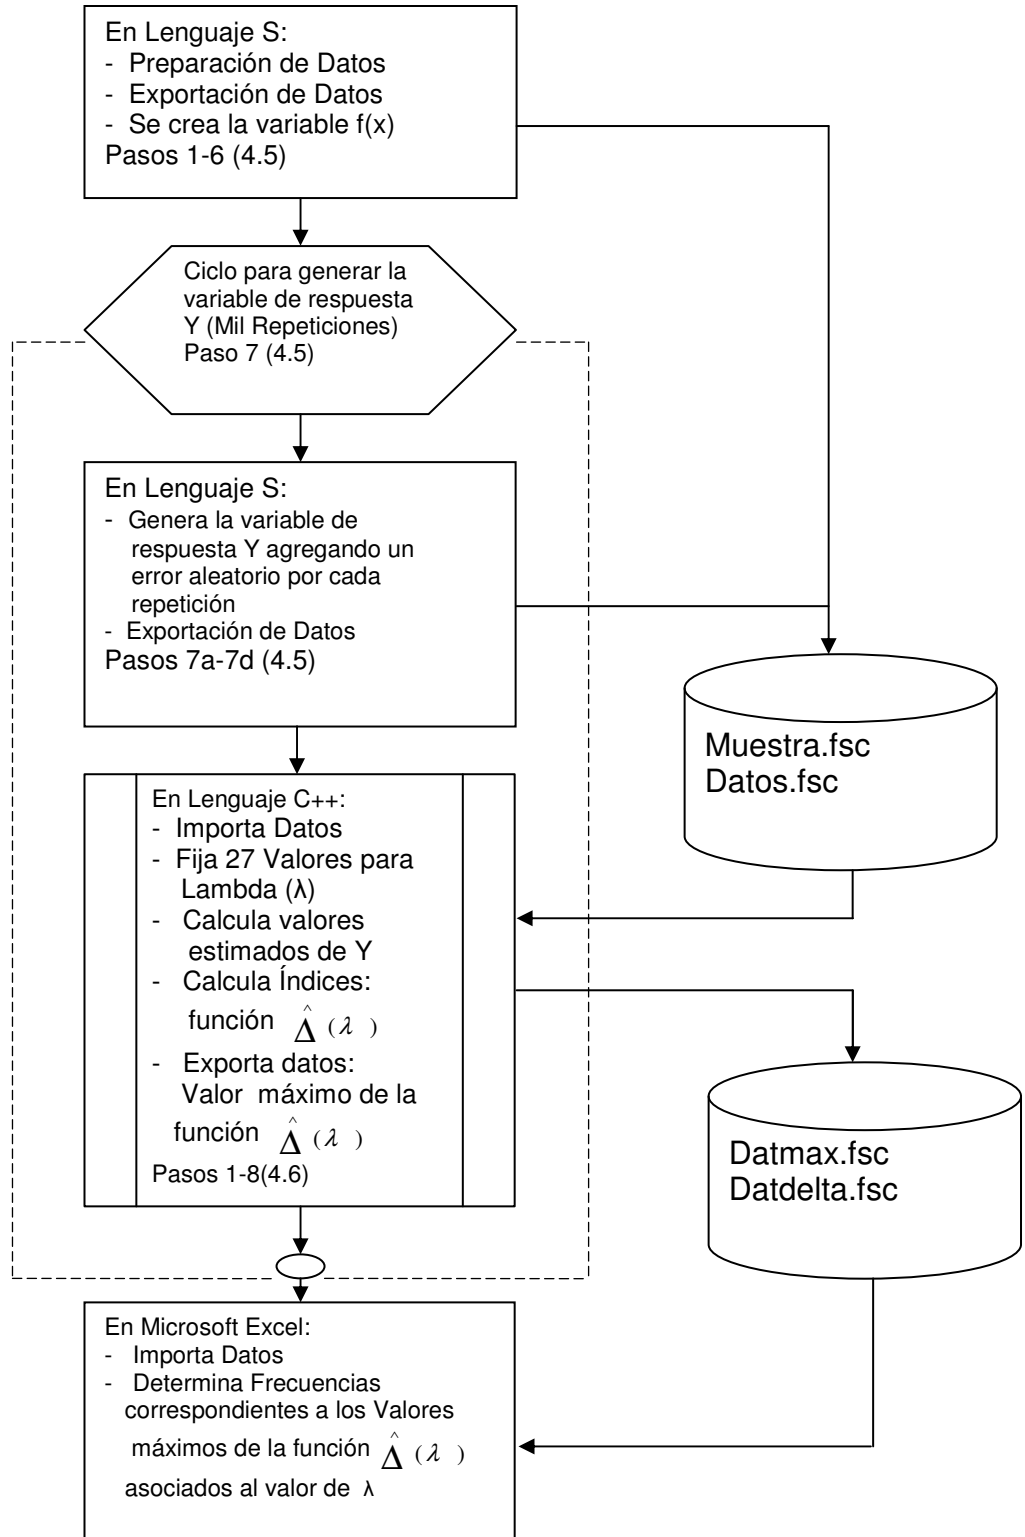 En Lenguaje S:
- Preparación de Datos
- Exportación de Datos
- Se crea la variable f(x)
Pasos 1-6 (4.5)
Ciclo para generar la
variable de respuesta
Y (Mil Repeticiones)
Paso 7 (4.5)
En Lenguaje S:
- Genera la variable de
respuesta Y agregando un
error aleatorio por cada
repetición
- Exportación de Datos
Pasos 7a-7d (4.5)
Muestra.fsc
Datos.fsc
En Lenguaje C++:
- Importa Datos
- Fija 27 Valores para
Lambda (λ)
- Calcula valores
estimados de Y
- Calcula Índices:
función Δ̂ (λ )
- Exporta datos:
Valor máximo de la
función Δ̂ (λ )
Pasos 1-8(4.6)
Datmax.fsc
Datdelta.fsc
En Microsoft Excel:
- Importa Datos
- Determina Frecuencias
correspondientes a los Valores
máximos de la función Δ̂ (λ )
asociados al valor de λ